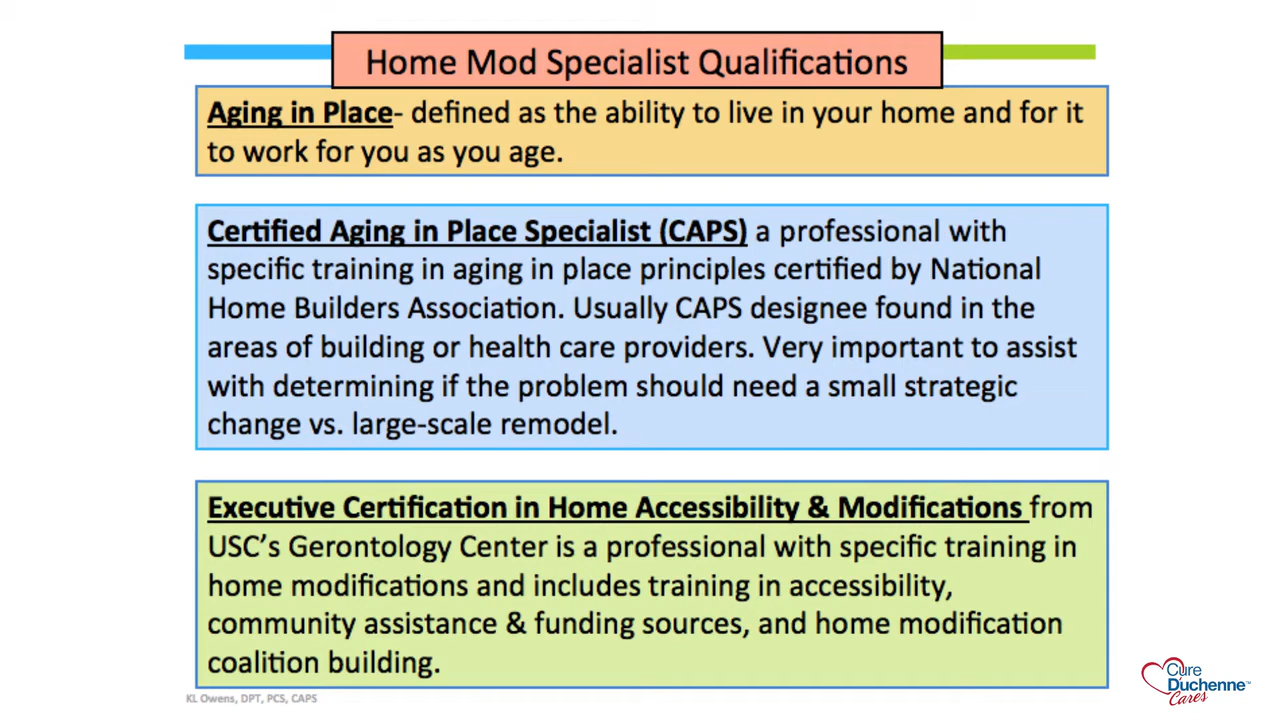 Home Mod Specialist Qualifications
Aging in Place- defined as the ability to live in your home and for it
to work for you as you age.
Certified Aging in Place Specialist (CAPS) a professional with
specific training in aging in place principles certified by National
Home Builders Association. Usually CAPS designee found in the
areas of building or health care providers. Very important to assist
with determining if the problem should need a small strategic
change vs. large-scale remodel.
Executive Certification in Home Accessibility & Modifications from
USC’s Gerontology Center is a professional with specific training in
home modifications and includes training in accessibility,
community assistance & funding sources, and home modification
coalition building.
KL Owens, DPT, PCS, CAPS
Cure
Duchenne™
Cares